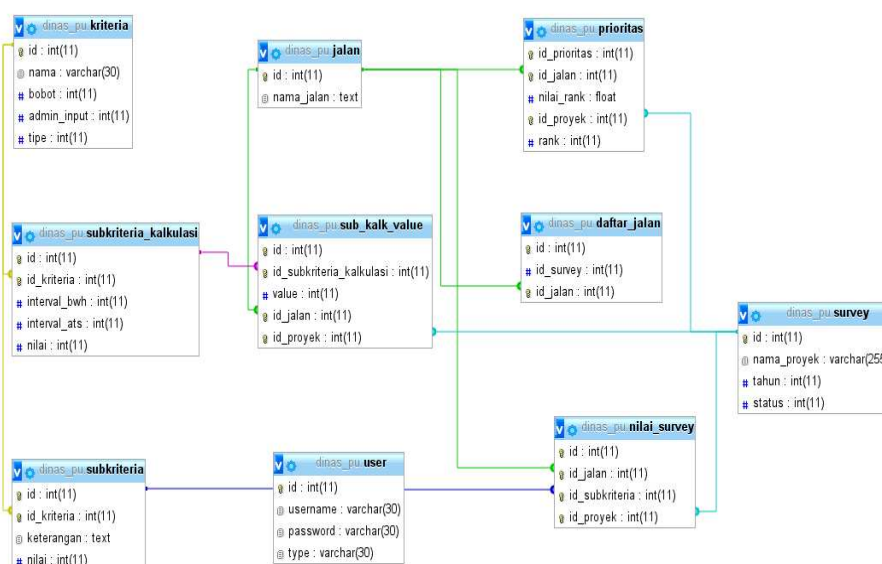 dinas_pu kriteria
id : int(11)
nama : varchar(30)
# bobot : int(11)
# admin_input : int(11)
# tipe : int(11)
dinas_pu jalan
id : int(11)
nama_jalan : text
dinas_pu prioritas
id_prioritas : int(11)
id_jalan : int(11)
# nilai_rank : float
id_proyek : int(11)
# rank : int(11)
dinas_pu subkriteria_kalkulasi
id : int(11)
id_kriteria : int(11)
# interval_bwh : int(11)
# interval_ats : int(11)
# nilai : int(11)
dinas_pu sub_kalk_value
id : int(11)
id_subkriteria_kalkulasi : int(11)
# value : int(11)
id_jalan : int(11)
id_proyek : int(11)
dinas_pu daftar_jalan
id : int(11)
# id_survey : int(11)
id_jalan : int(11)
dinas_pu survey
id : int(11)
nama_proyek : varchar(255
# tahun : int(11)
# status : int(11)
dinas_pu subkriteria
id : int(11)
id_kriteria : int(11)
keterangan : text
# nilai : int(11)
dinas_pu user
id : int(11)
username : varchar(30)
password : varchar(30)
type : varchar(30)
dinas_pu nilai_survey
id : int(11)
id_jalan : int(11)
id_subkriteria : int(11)
id_proyek : int(11)